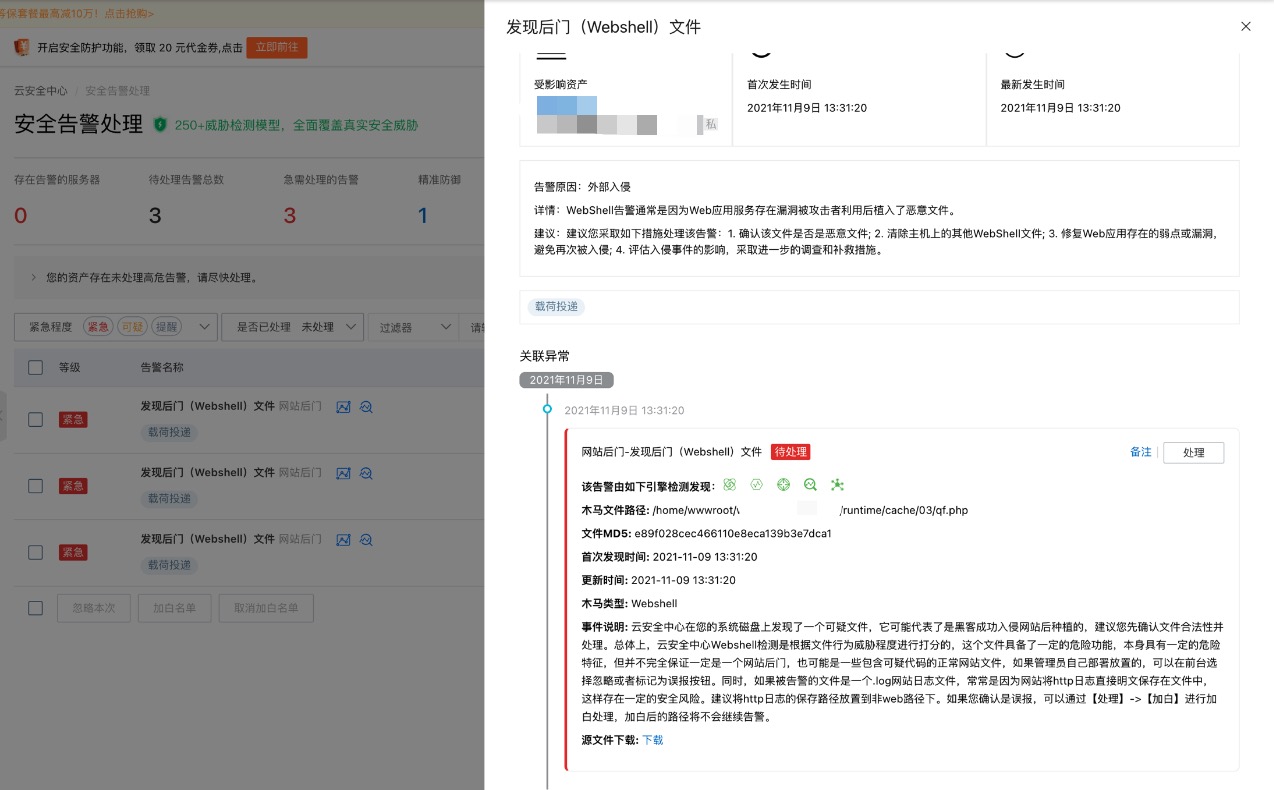 等保套餐最高减10万！点击抢购>
开启安全防护功能，领取 20 元代金券,点击 立即前往
云安全中心 / 安全告警处理
安全告警处理 250+威胁检测模型，全面覆盖真实安全威胁
存在告警的服务器 待处理告警总数 急需处理的告警 精准防御
0 3 3 1
您的资产存在未处理高危告警，请尽快处理。
紧急程度 紧急 可疑 提醒 是否已处理 未处理 过滤器
等级 告警名称
紧急 发现后门（Webshell）文件 网站后门
载荷投递
紧急 发现后门（Webshell）文件 网站后门
载荷投递
紧急 发现后门（Webshell）文件 网站后门
载荷投递
忽略本次 加白名单 取消加白名单
发现后门（Webshell）文件
受影响资产 首次发生时间 最新发生时间
私 2021年11月9日 13:31:20 2021年11月9日 13:31:20
告警原因：外部入侵
详情：WebShell告警通常是因为Web应用服务存在漏洞被攻击者利用后植入了恶意文件。
建议：建议您采取如下措施处理该告警：1. 确认该文件是否是恶意文件; 2. 清除主机上的其他WebShell文件; 3. 修复Web应用存在的弱点或漏洞，
避免再次被入侵; 4. 评估入侵事件的影响，采取进一步的调查和补救措施。
载荷投递
关联异常
2021年11月9日
2021年11月9日 13:31:20
网站后门-发现后门（Webshell）文件 待处理 备注 处理
该告警由如下引擎检测发现：
木马文件路径: /home/wwwroot/ /runtime/cache/03/qf.php
文件MD5: e89f028cec466110e8eca139b3e7dca1
首次发现时间: 2021-11-09 13:31:20
更新时间: 2021-11-09 13:31:20
木马类型: Webshell
事件说明: 云安全中心在您的系统磁盘上发现了一个可疑文件，它可能代表了是黑客成功入侵网站后种植的，建议您先确认文件合法性并
处理。总体上，云安全中心Webshell检测是根据文件行为威胁程度进行打分的，这个文件具备了一定的危险功能，本身具有一定的危险
特征，但并不完全保证一定是一个网站后门，也可能是一些包含可疑代码的正常网站文件，如果管理员自己部署放置的，可以在前台选
择忽略或者标记为误报按钮。同时，如果被告警的文件是一个.log网站日志文件，常常是因为网站将http日志直接明文保存在文件中，
这样存在一定的安全风险。建议将http日志的保存路径放置到非web路径下。如果您确认是误报，可以通过【处理】->【加白】进行加
白处理，加白后的路径将不会继续告警。
源文件下载: 下载